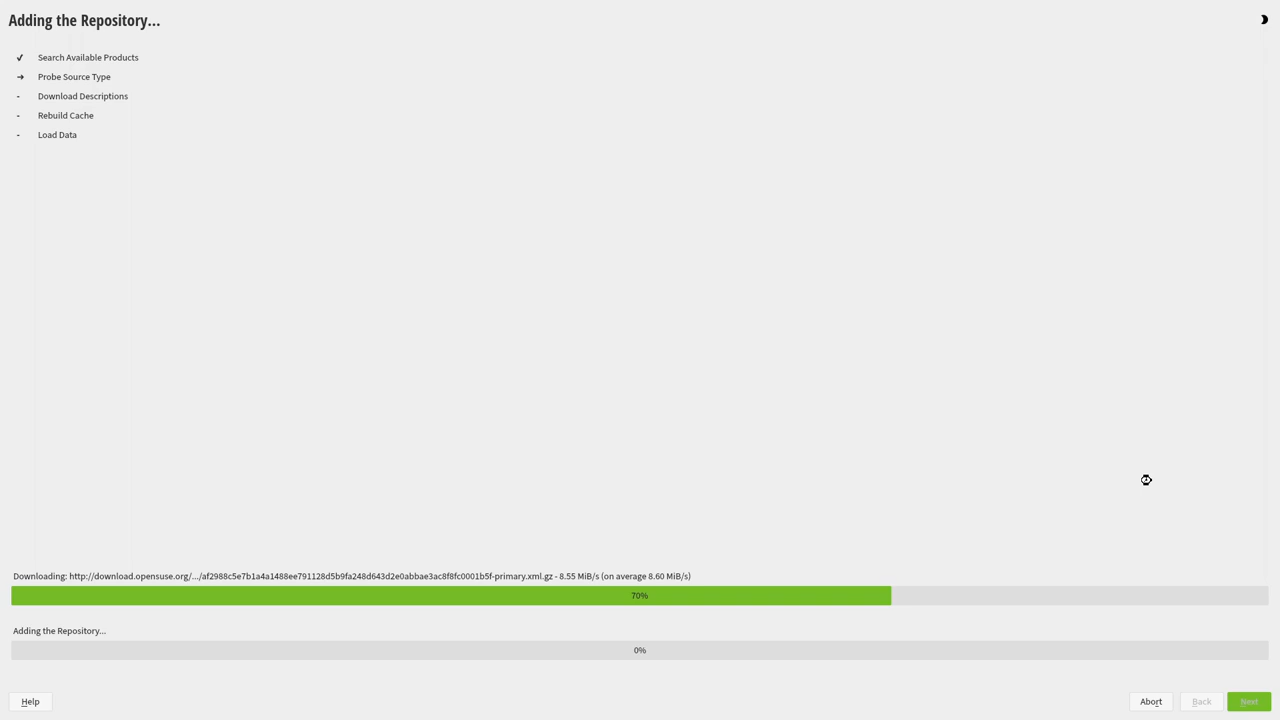 Adding the Repository...
✔ Search Available Products
→ Probe Source Type
- Download Descriptions
- Rebuild Cache
- Load Data
Downloading: http://download.opensuse.org/.../af2988c5e7b1a4a1488ee791128d5b9fa248d643d2e0abbae3ac8f8fc0001b5f-primary.xml.gz - 8.55 MiB/s (on average 8.60 MiB/s)
70%
Adding the Repository...
0%
Help
Abort
Back
Next